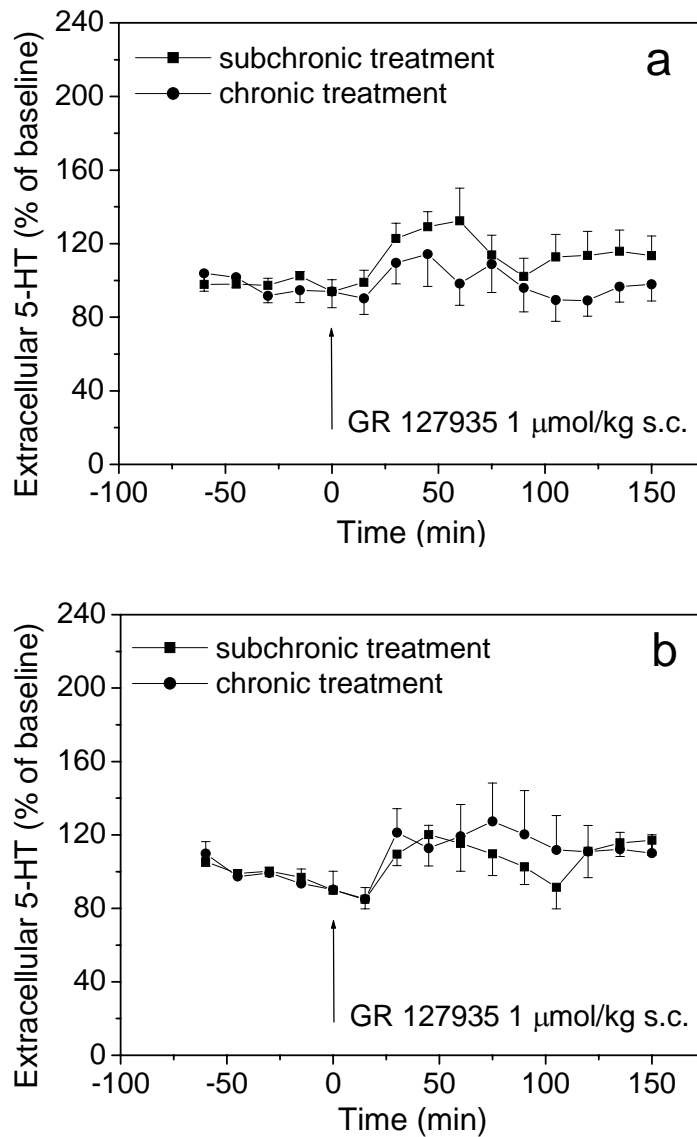 240
a
subchronic treatment
200
chronic treatment
160
120
80
40
GR 127935 1 μmol/kg s.c.
0
-100 -50 0 50 100 150
Time (min)
Extracellular 5-HT (% of baseline)
240
b
subchronic treatment
200
chronic treatment
160
120
80
40
GR 127935 1 μmol/kg s.c.
0
-100 -50 0 50 100 150
Time (min)
Extracellular 5-HT (% of baseline)